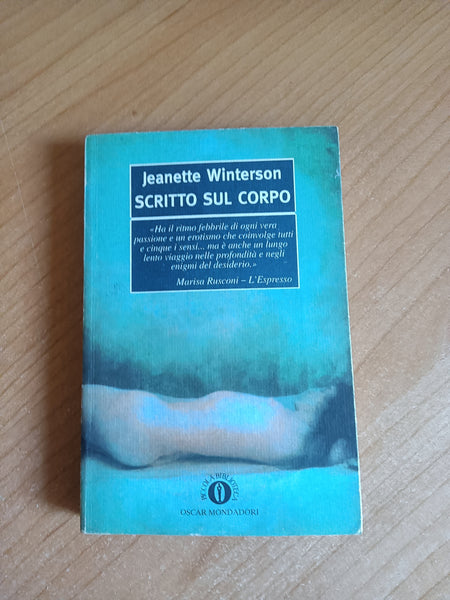 Jeanette Winterson
SCRITTO SUL CORPO
«Ha il ritmo febbrile di ogni vera
passione e un erotismo che coinvolge tutti
e cinque i sensi... ma è anche un lungo
lento viaggio nelle profondità e negli
enigmi del desiderio.»
Marisa Rusconi – L'Espresso
PICCOLA BIBLIOTECA
OSCAR MONDADORI